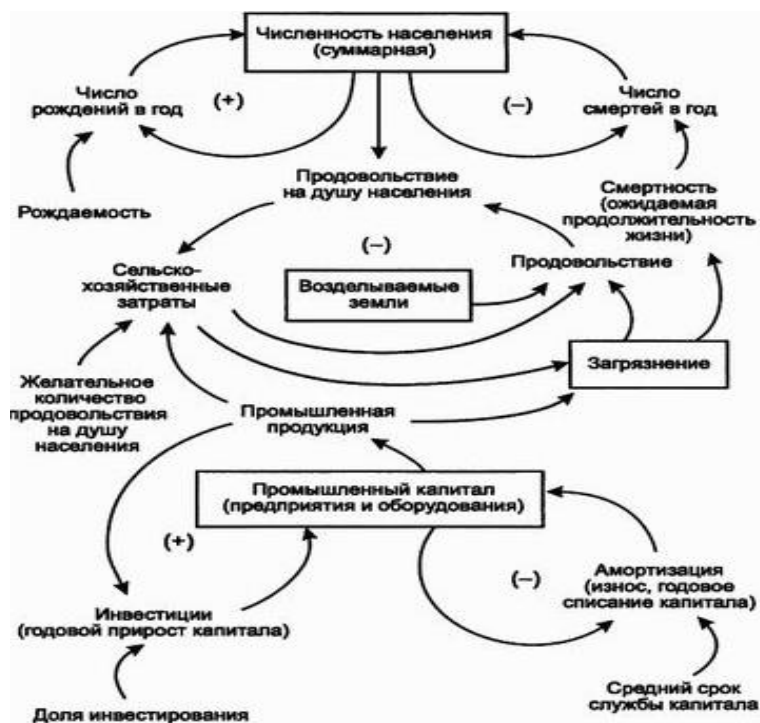 Численность населения
(суммарная)
Число
рождений в год
(+)
(–)
Число
смертей в год
Рождаемость
Продовольствие
на душу населения
Смертность
(ожидаемая
продолжительность
жизни)
(–)
Сельско-
хозяйственные
затраты
Возделываемые
земли
Продовольствие
Загрязнение
Желательное
количество
продовольствия
на душу
населения
Промышленная
продукция
Промышленный капитал
(предприятия и оборудования)
(+)
(–)
Амортизация
(износ, годовое
списание капитала)
Инвестиции
(годовой прирост капитала)
Доля инвестирования
Средний срок
службы капитала